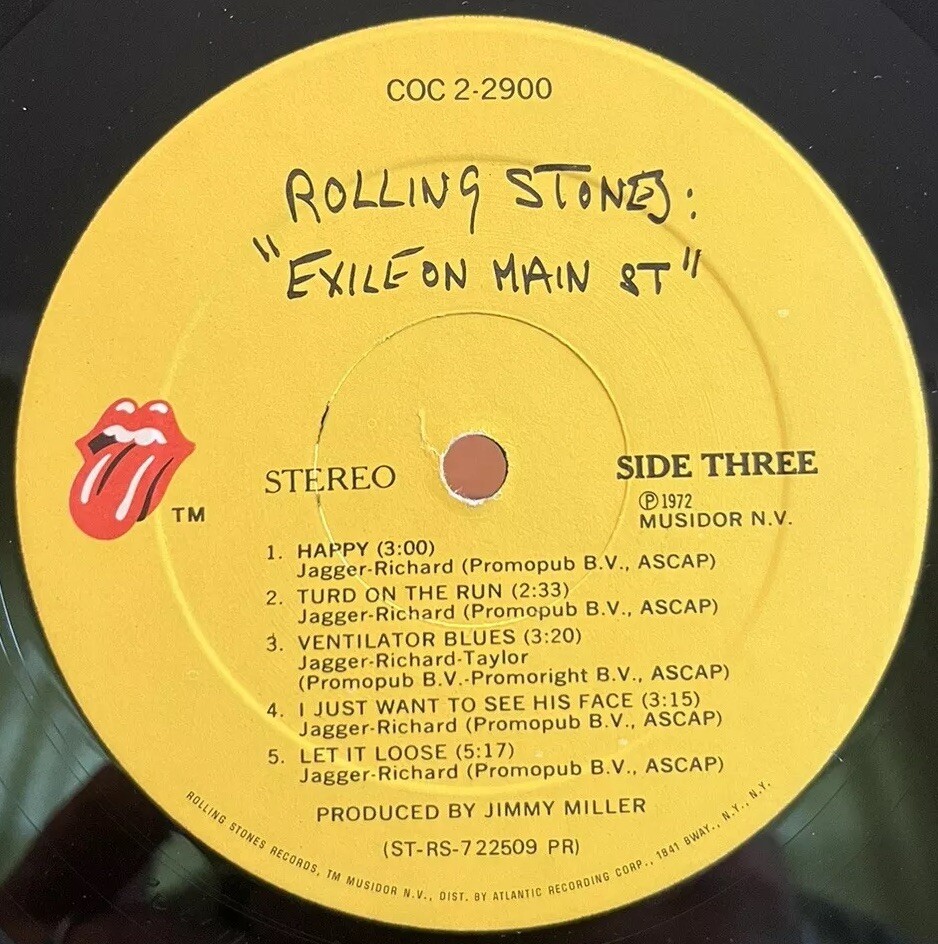 COC 2-2900
ROLLING STONES:
"EXILE ON MAIN ST"
TM
STEREO
SIDE THREE
Ⓟ 1972
MUSIDOR N.V.
1. HAPPY (3:00)
Jagger-Richard (Promopub B.V., ASCAP)
2. TURD ON THE RUN (2:33)
Jagger-Richard (Promopub B.V., ASCAP)
3. VENTILATOR BLUES (3:20)
Jagger-Richard-Taylor
(Promopub B.V.-Promoright B.V., ASCAP)
4. I JUST WANT TO SEE HIS FACE (3:15)
Jagger-Richard (Promopub B.V., ASCAP)
5. LET IT LOOSE (5:17)
Jagger-Richard (Promopub B.V., ASCAP)
PRODUCED BY JIMMY MILLER
(ST-RS-722509 PR)
ROLLING STONES RECORDS, TM MUSIDOR N.V., DIST. BY ATLANTIC RECORDING CORP., 1841 BWAY., N.Y., N.Y.